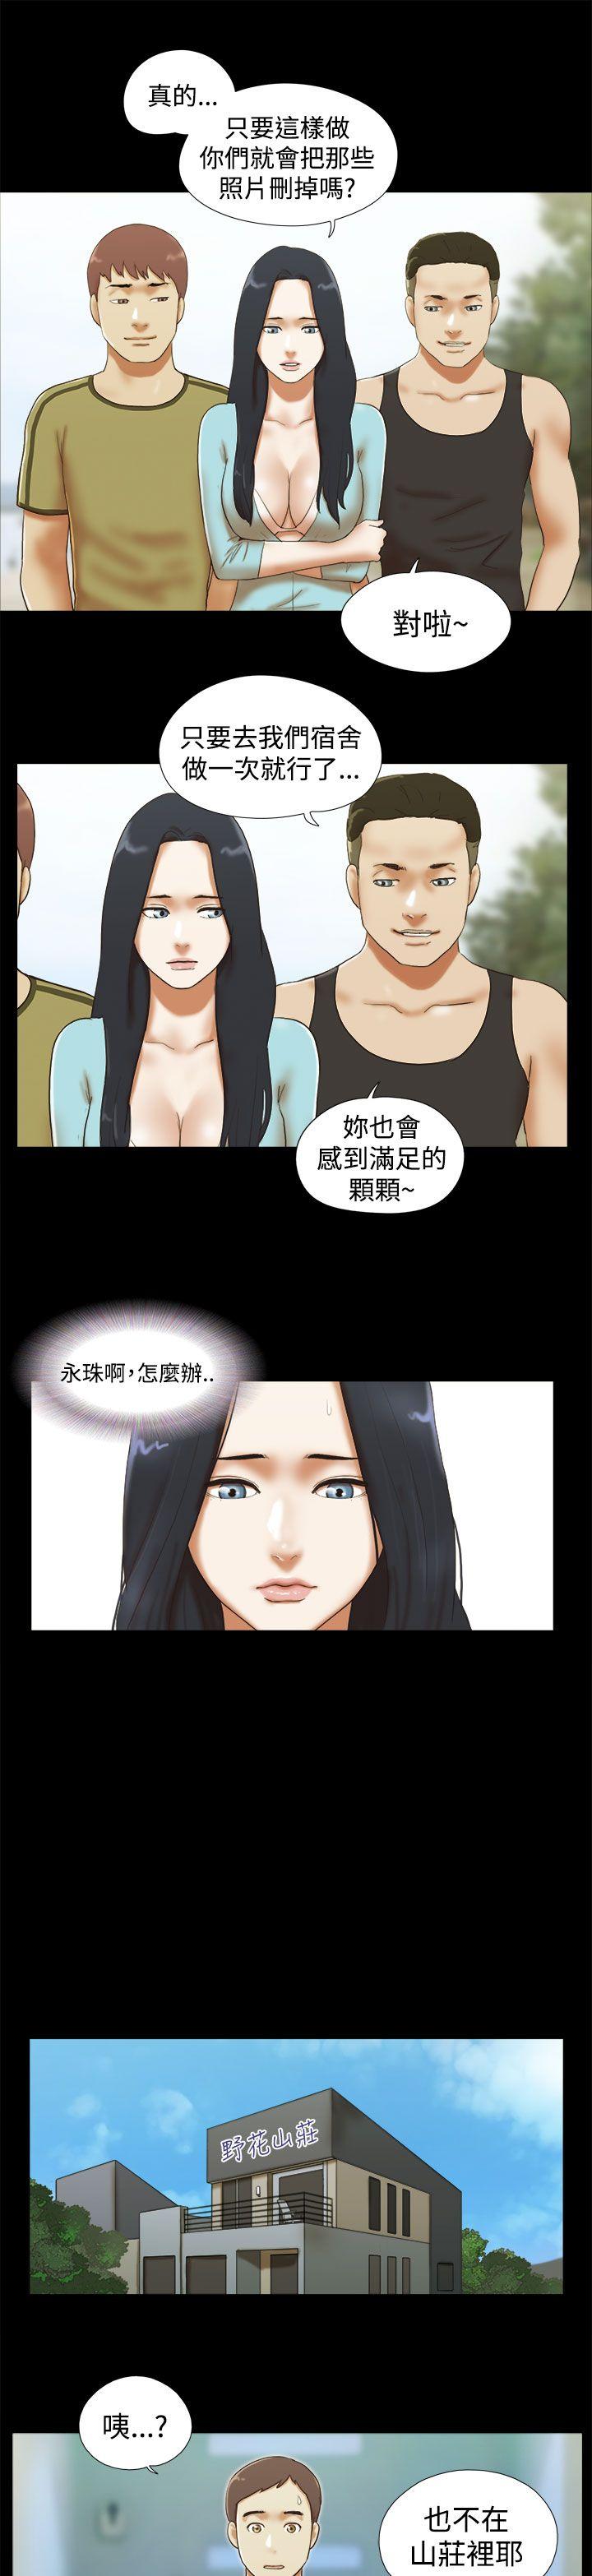 真的...
只要這樣做
你們就會把那些
照片刪掉嗎?
對啦~
只要去我們宿舍
做一次就行了...
妳也會
感到滿足的
顆顆~
永珠啊,怎麼辦..
野花山莊
咦...?
也不在
山莊裡耶